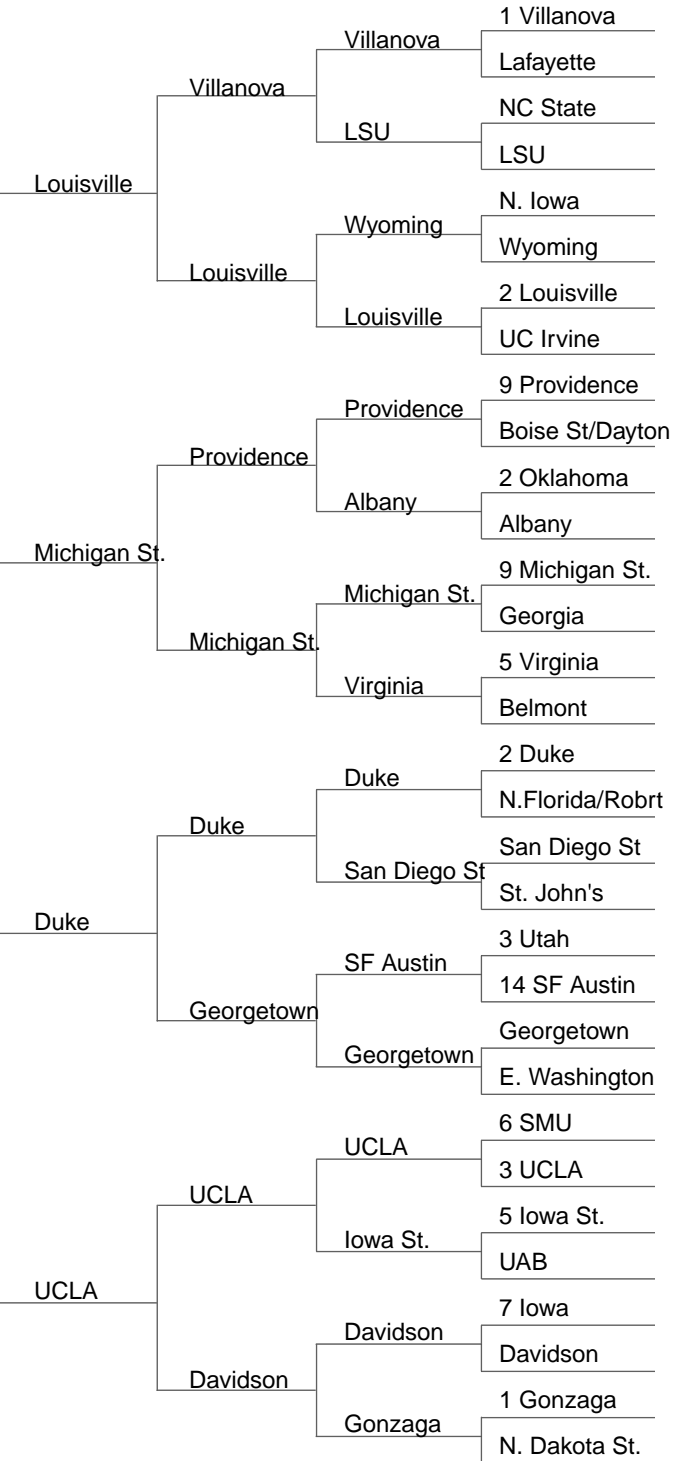 1 Villanova
Villanova
Lafayette
Villanova
NC State
LSU
LSU
Louisville
N. Iowa
Wyoming
Wyoming
Louisville
2 Louisville
Louisville
UC Irvine
9 Providence
Providence
Boise St/Dayton
Providence
2 Oklahoma
Albany
Albany
Michigan St.
9 Michigan St.
Michigan St.
Georgia
Michigan St.
5 Virginia
Virginia
Belmont
2 Duke
Duke
N.Florida/Robrt
Duke
San Diego St
San Diego St
St. John's
Duke
3 Utah
SF Austin
14 SF Austin
Georgetown
Georgetown
Georgetown
E. Washington
6 SMU
UCLA
3 UCLA
UCLA
5 Iowa St.
Iowa St.
UAB
UCLA
7 Iowa
Davidson
Davidson
Davidson
1 Gonzaga
Gonzaga
N. Dakota St.